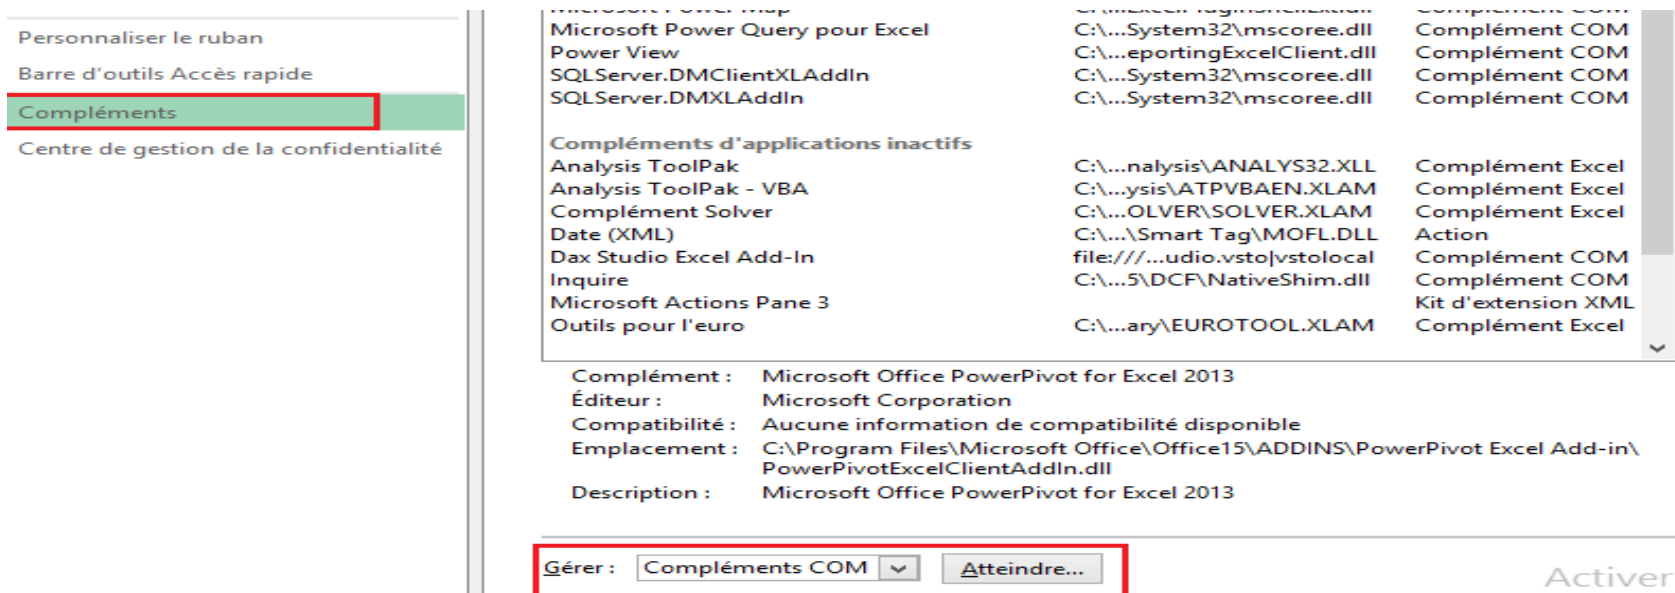 Personnaliser le ruban
Barre d'outils Accès rapide
Compléments
Centre de gestion de la confidentialité
Microsoft Power Query pour Excel C:\...System32\mscoree.dll Complément COM
Power View C:\...eportingExcelClient.dll Complément COM
SQLServer.DMClientXLAddIn C:\...System32\mscoree.dll Complément COM
SQLServer.DMXLAddIn C:\...System32\mscoree.dll Complément COM
Compléments d'applications inactifs
Analysis ToolPak C:\...nalysis\ANALYS32.XLL Complément Excel
Analysis ToolPak - VBA C:\...ysis\ATPVBAEN.XLAM Complément Excel
Complément Solver C:\...OLVER\SOLVER.XLAM Complément Excel
Date (XML) C:\...\Smart Tag\MOFL.DLL Action
Dax Studio Excel Add-In file:///...udio.vsto|vstolocal Complément COM
Inquire C:\...5\DCF\NativeShim.dll Complément COM
Microsoft Actions Pane 3 Kit d'extension XML
Outils pour l'euro C:\...ary\EUROTOOL.XLAM Complément Excel
Complément : Microsoft Office PowerPivot for Excel 2013
Éditeur : Microsoft Corporation
Compatibilité : Aucune information de compatibilité disponible
Emplacement : C:\Program Files\Microsoft Office\Office15\ADDINS\PowerPivot Excel Add-in\
PowerPivotExcelClientAddIn.dll
Description : Microsoft Office PowerPivot for Excel 2013
Gérer : Compléments COM Atteindre...
Activer